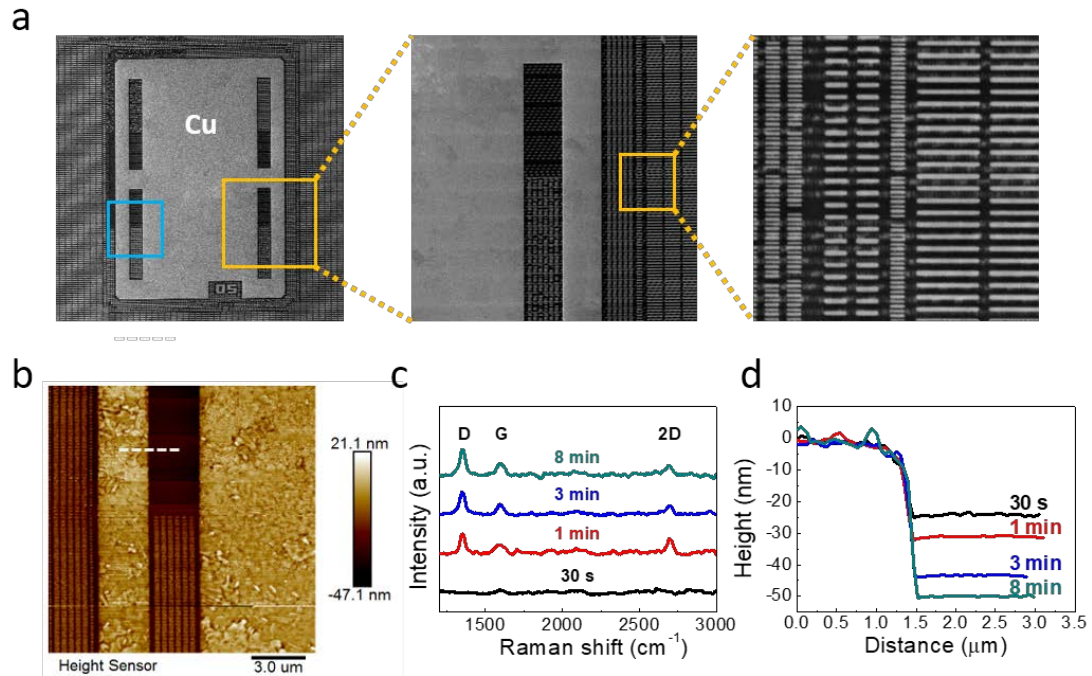 a
Cu
b
21.1 nm
-47.1 nm
Height Sensor
3.0 um
c
D
G
2D
8 min
3 min
1 min
30 s
Intensity (a.u.)
1500
2000
2500
3000
Raman shift (cm⁻¹)
d
10
0
-10
-20
-30
-40
-50
30 s
1 min
3 min
8 min
Height (nm)
0.0
0.5
1.0
1.5
2.0
2.5
3.0
3.5
Distance (μm)